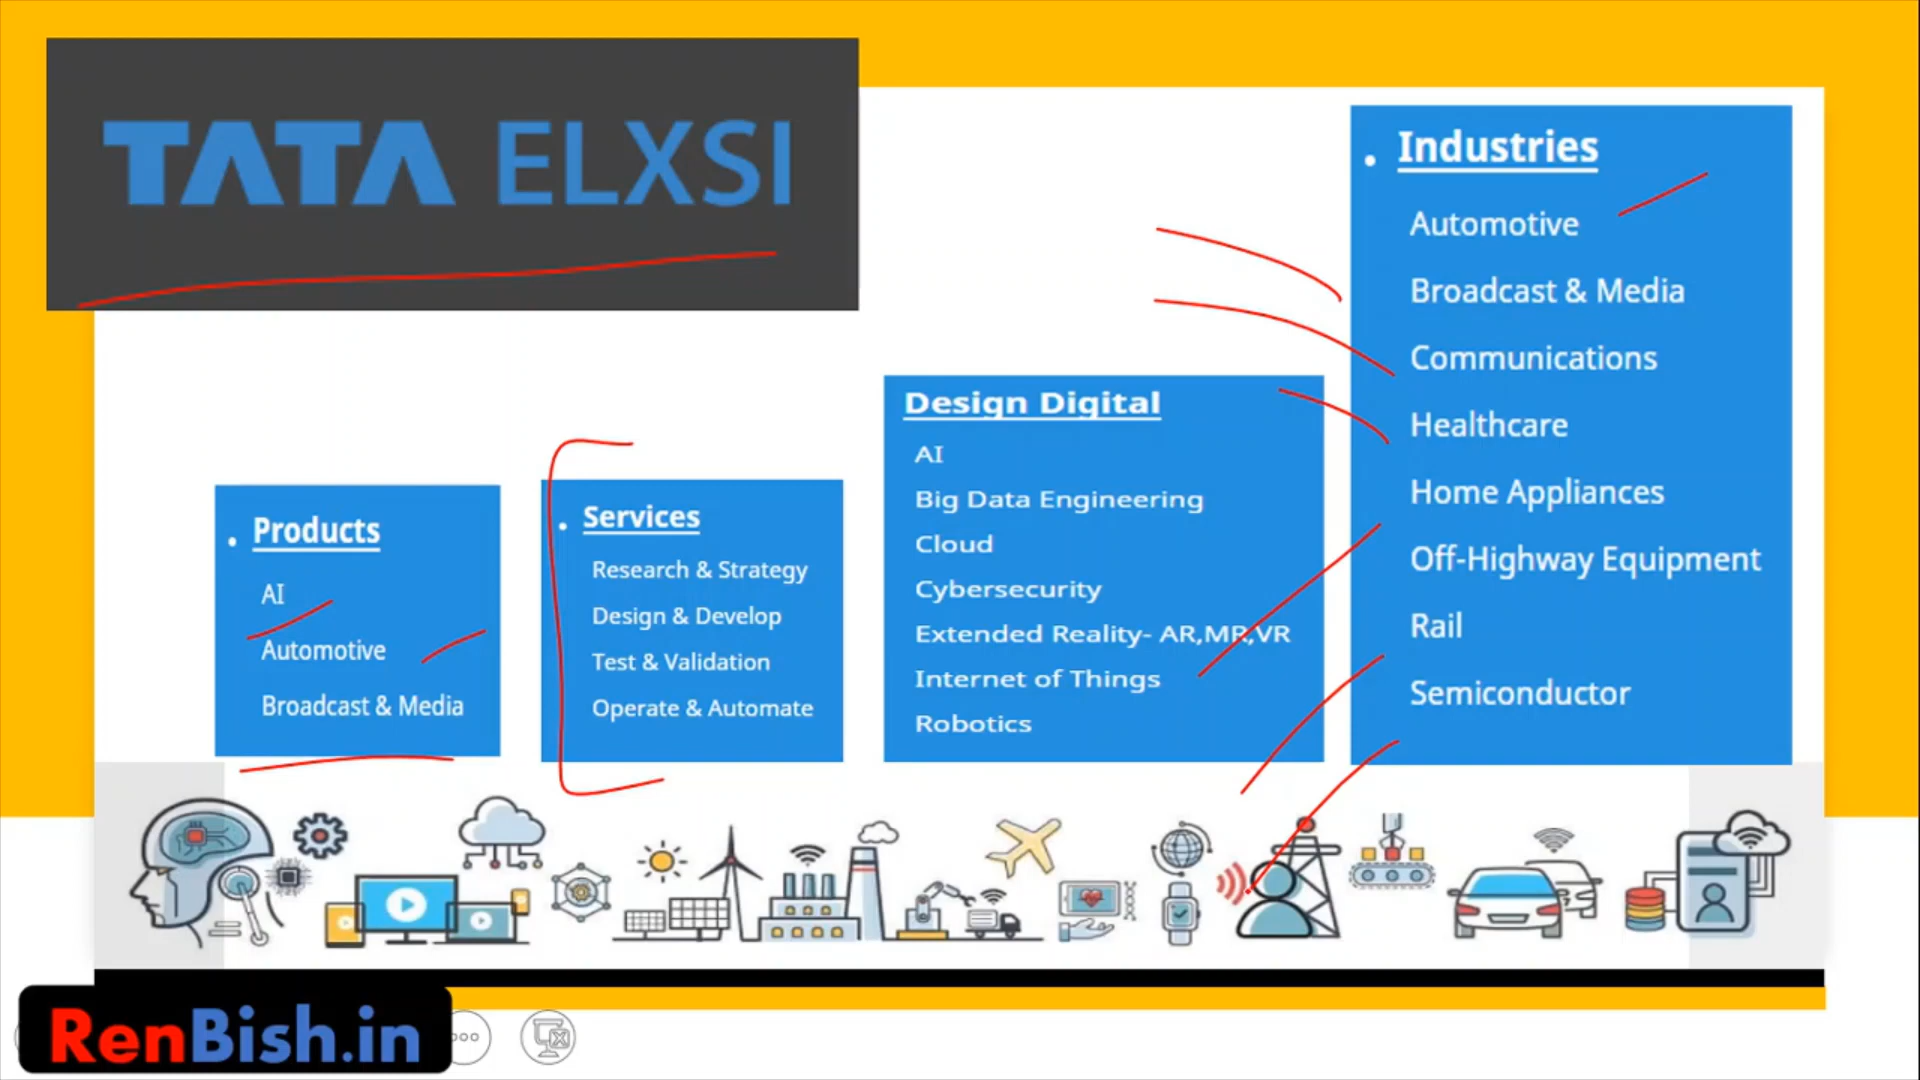 TATA ELXSI
• Products
AI
Automotive
Broadcast & Media
• Services
Research & Strategy
Design & Develop
Test & Validation
Operate & Automate
Design Digital
AI
Big Data Engineering
Cloud
Cybersecurity
Extended Reality- AR,MR,VR
Internet of Things
Robotics
• Industries
Automotive
Broadcast & Media
Communications
Healthcare
Home Appliances
Off-Highway Equipment
Rail
Semiconductor
RenBish.in